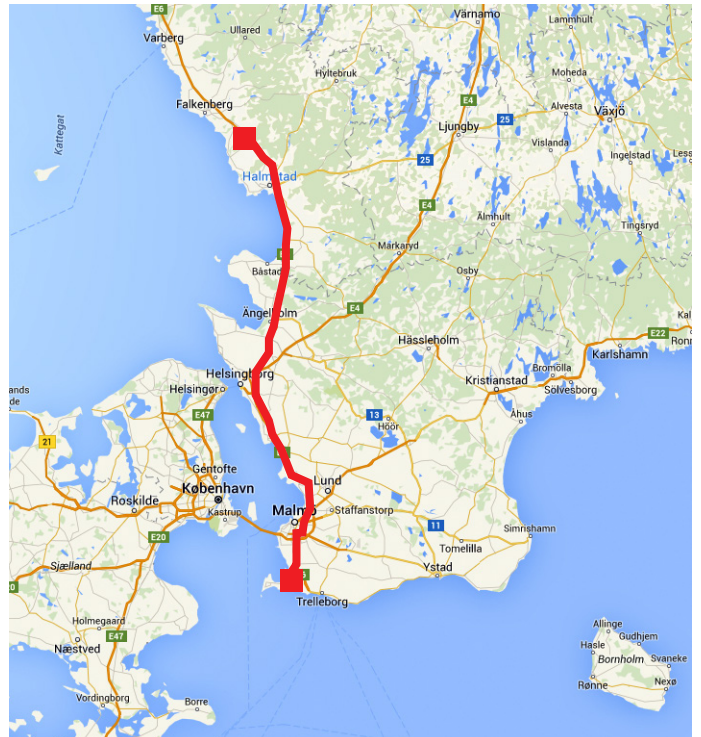 E6
Värnamo
Lammhult
Ullared
Varberg
Hyltebruk
Moheda
Falkenberg
E4
Alvesta
Växjö
Kattegat
25
Ljungby
Vislanda
Ingelstad
25
Halmstad
E4
Älmhult
Tingsryd
Markaryd
Båstad
Osby
Ängelholm
E4
E22
Hässleholm
Karlshamn
Helsingborg
Bromölla
Helsingør
Kristianstad
Sölvesborg
E47
13
Åhus
21
Höör
Gentofte
Lund
København
Roskilde
Kastrup
Malmö
Staffanstorp
11
Simrishamn
E20
Tomelilla
Sjælland
Ystad
Trelleborg
Holmegaard
E47
Allinge
Gudhjem
Næstved
Hasle
Bornholm
Svaneke
Rønne
Nexø
Vordingborg
Borre